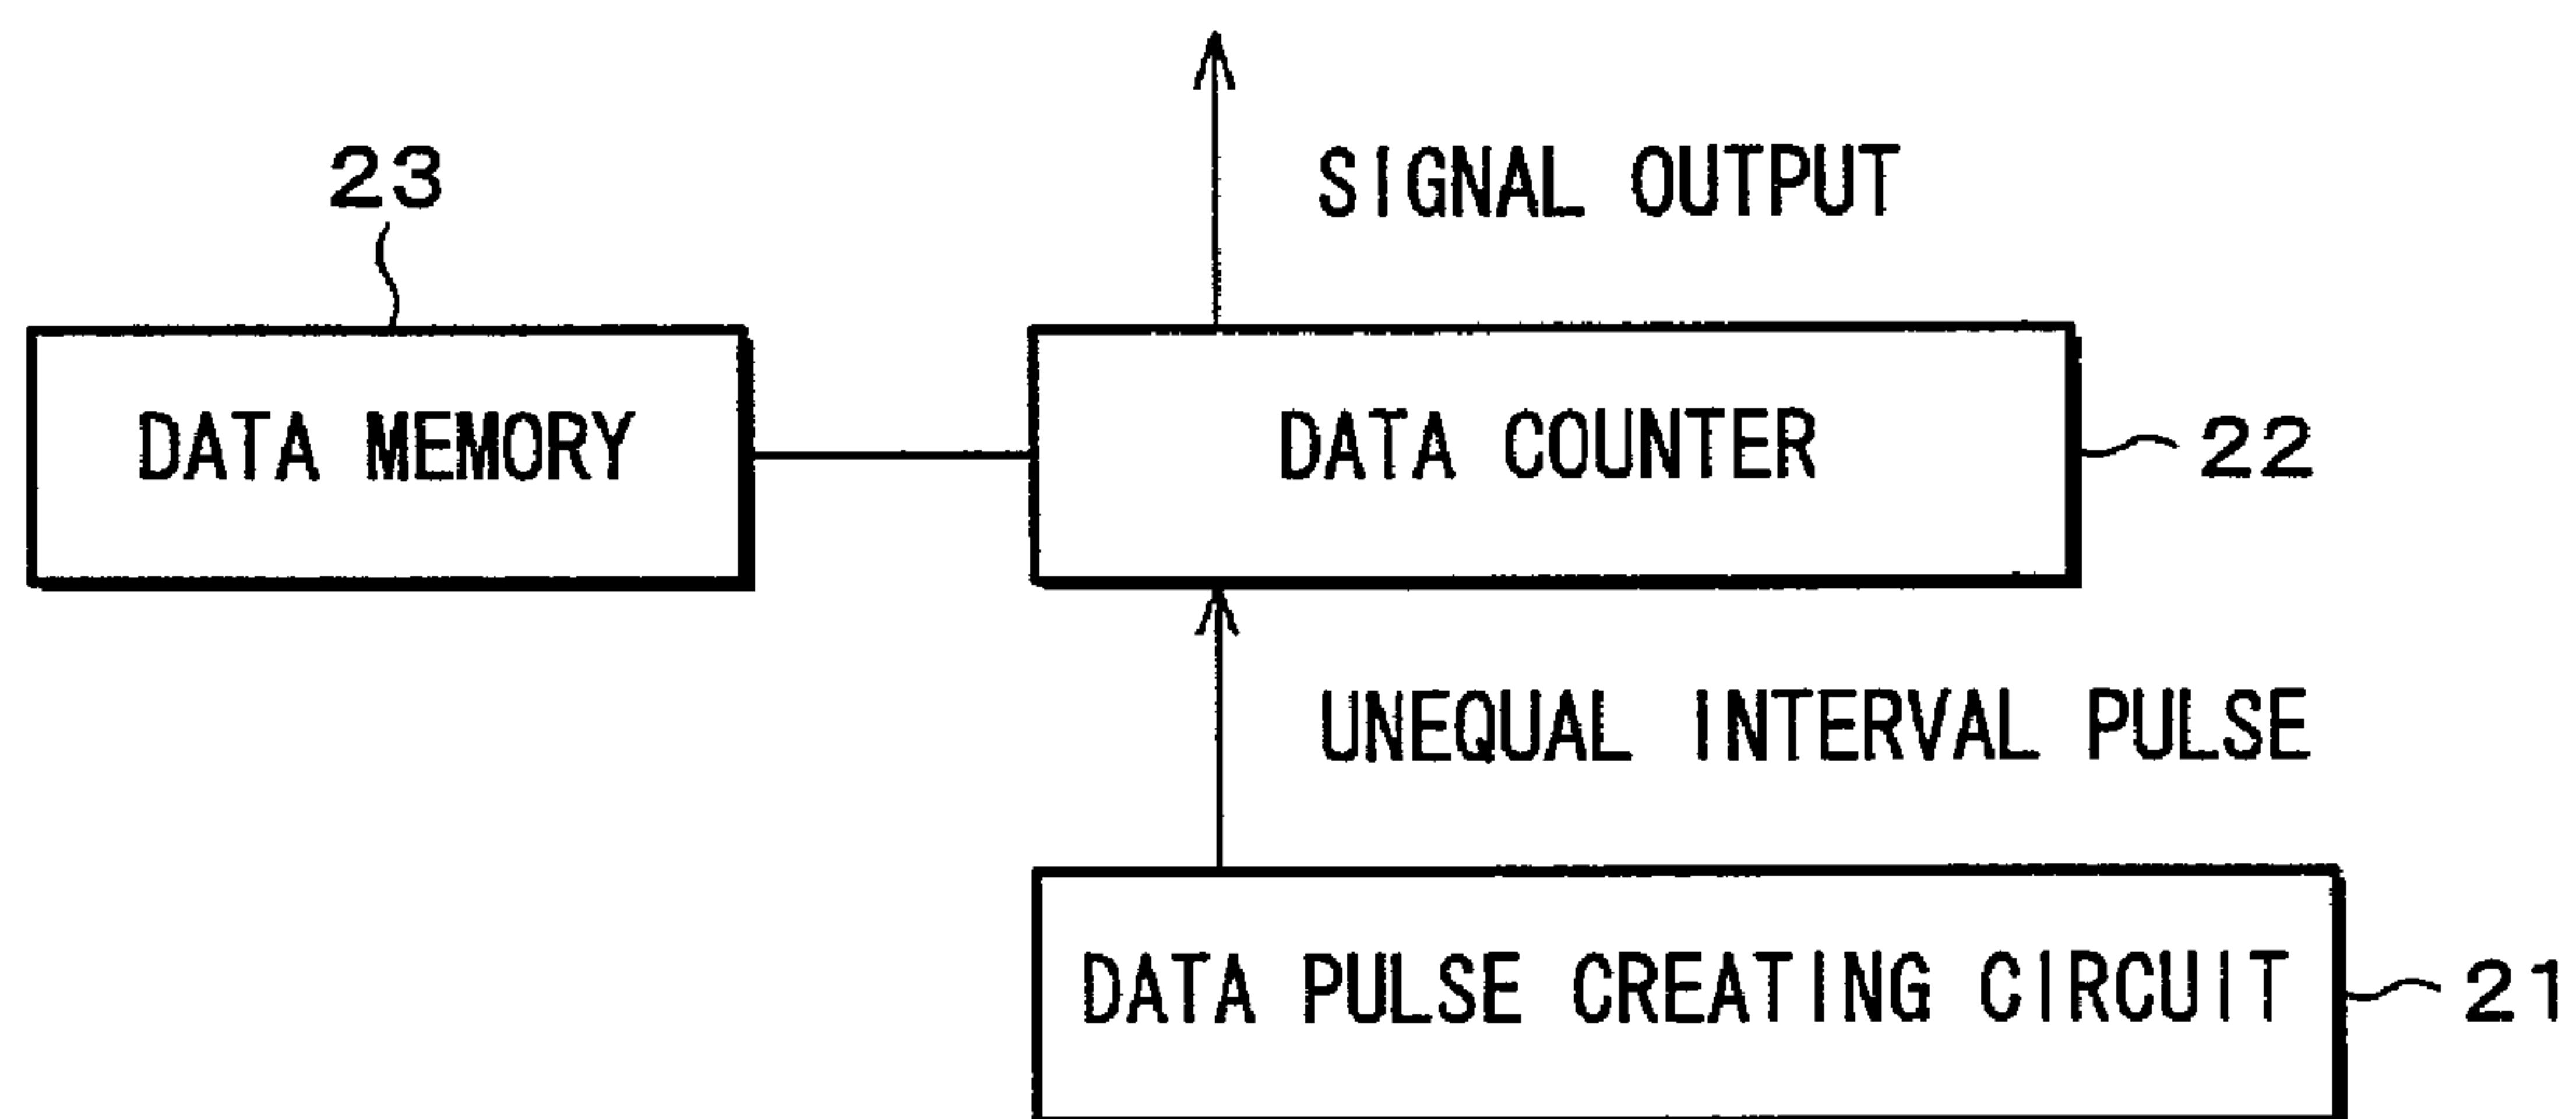 SIGNAL OUTPUT
23
DATA MEMORY
DATA COUNTER
22
UNEQUAL INTERVAL PULSE
DATA PULSE CREATING CIRCUIT
21